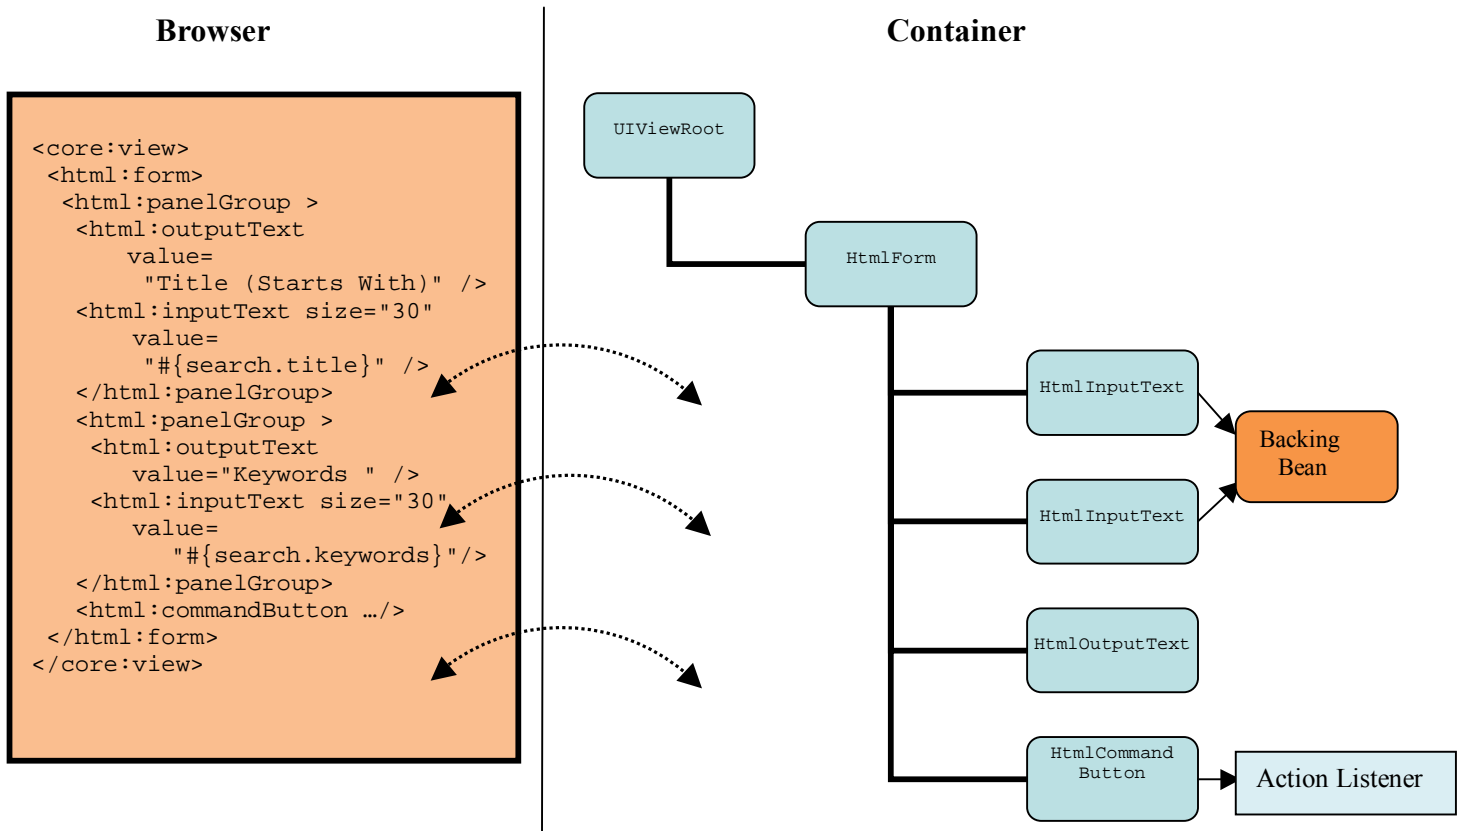 Browser
Container
<core:view>
<html:form>
<html:panelGroup >
<html:outputText
value=
"Title (Starts With)" />
<html:inputText size="30"
value=
"#{search.title}" />
</html:panelGroup>
<html:panelGroup >
<html:outputText
value="Keywords " />
<html:inputText size="30"
value=
"#{search.keywords}"/>
</html:panelGroup>
<html:commandButton …/>
</html:form>
</core:view>
UIViewRoot
HtmlForm
HtmlInputText
Backing
Bean
HtmlInputText
HtmlOutputText
HtmlCommand
Button
Action Listener